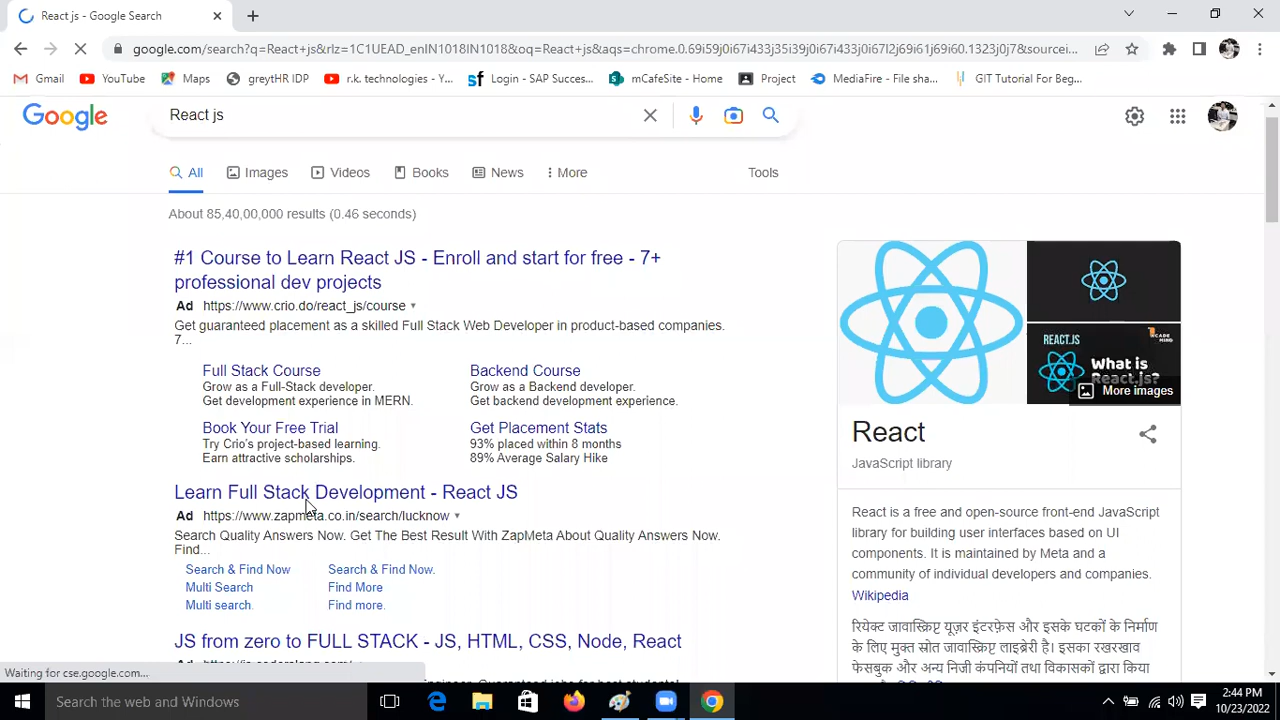 React js - Google Search
google.com/search?q=React+js&rlz=1C1UEAD_enIN1018IN1018&oq=React+js&aqs=chrome.0.69i59j0i67i433j35i39j0i67i433j0i67l2j69i61j69i60.1323j0j7&sourcei...
Gmail YouTube Maps greytHR IDP r.k. technologies - Y... Login - SAP Succes... mCafeSite - Home Project MediaFire - File sha... GIT Tutorial For Beg...
Google React js
All Images Videos Books News More Tools
About 85,40,00,000 results (0.46 seconds)
#1 Course to Learn React JS - Enroll and start for free - 7+
professional dev projects
Ad https://www.crio.do/react_js/course
Get guaranteed placement as a skilled Full Stack Web Developer in product-based companies.
7...
Full Stack Course
Grow as a Full-Stack developer.
Get development experience in MERN.
Backend Course
Grow as a Backend developer.
Get backend development experience.
Book Your Free Trial
Try Crio's project-based learning.
Earn attractive scholarships.
Get Placement Stats
93% placed within 8 months
89% Average Salary Hike
Learn Full Stack Development - React JS
Ad https://www.zapmeta.co.in/search/lucknow
Search Quality Answers Now. Get The Best Result With ZapMeta About Quality Answers Now.
Find...
Search & Find Now Search & Find Now.
Multi Search Find More
Multi search. Find more.
JS from zero to FULL STACK - JS, HTML, CSS, Node, React
REACT.JS
What is
React.js?
More images
React
JavaScript library
React is a free and open-source front-end JavaScript
library for building user interfaces based on UI
components. It is maintained by Meta and a
community of individual developers and companies.
Wikipedia
रियेक्ट जावास्क्रिप्ट यूज़र इंटरफ़ेस और इसके घटकों के निर्माण
के लिए मुक्त स्रोत जावास्क्रिप्ट लाइब्रेरी है। इसका रखरखाव
फेसबुक और अन्य निजी कंपनियों तथा विकासकों द्वारा किया
Waiting for cse.google.com...
Search the web and Windows
2:44 PM
10/23/2022